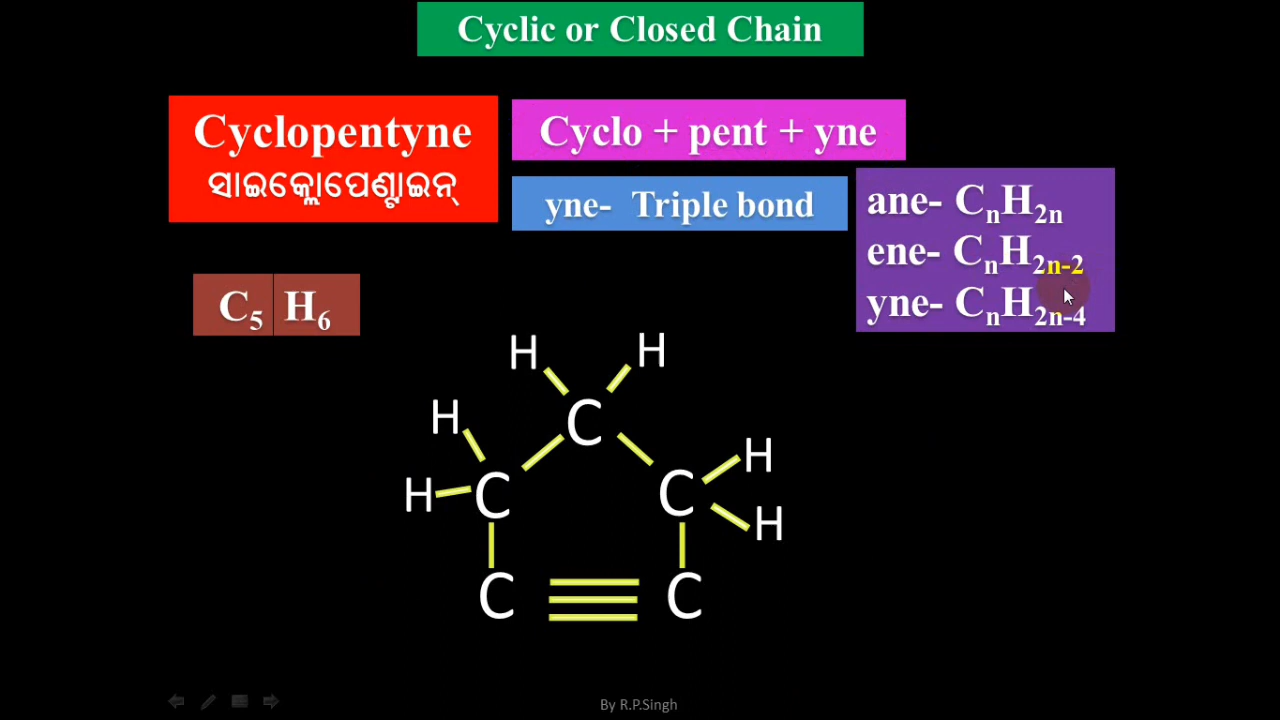 Cyclic or Closed Chain
Cyclopentyne
ସାଇକ୍ଲୋପେଣ୍ଟାଇନ୍
Cyclo + pent + yne
yne- Triple bond
ane- CₙH₂ₙ
ene- CₙH₂ₙ₋₂
yne- CₙH₂ₙ₋₄
C₅ H₆
H H
H C H
H C C H
C C
By R.P.Singh